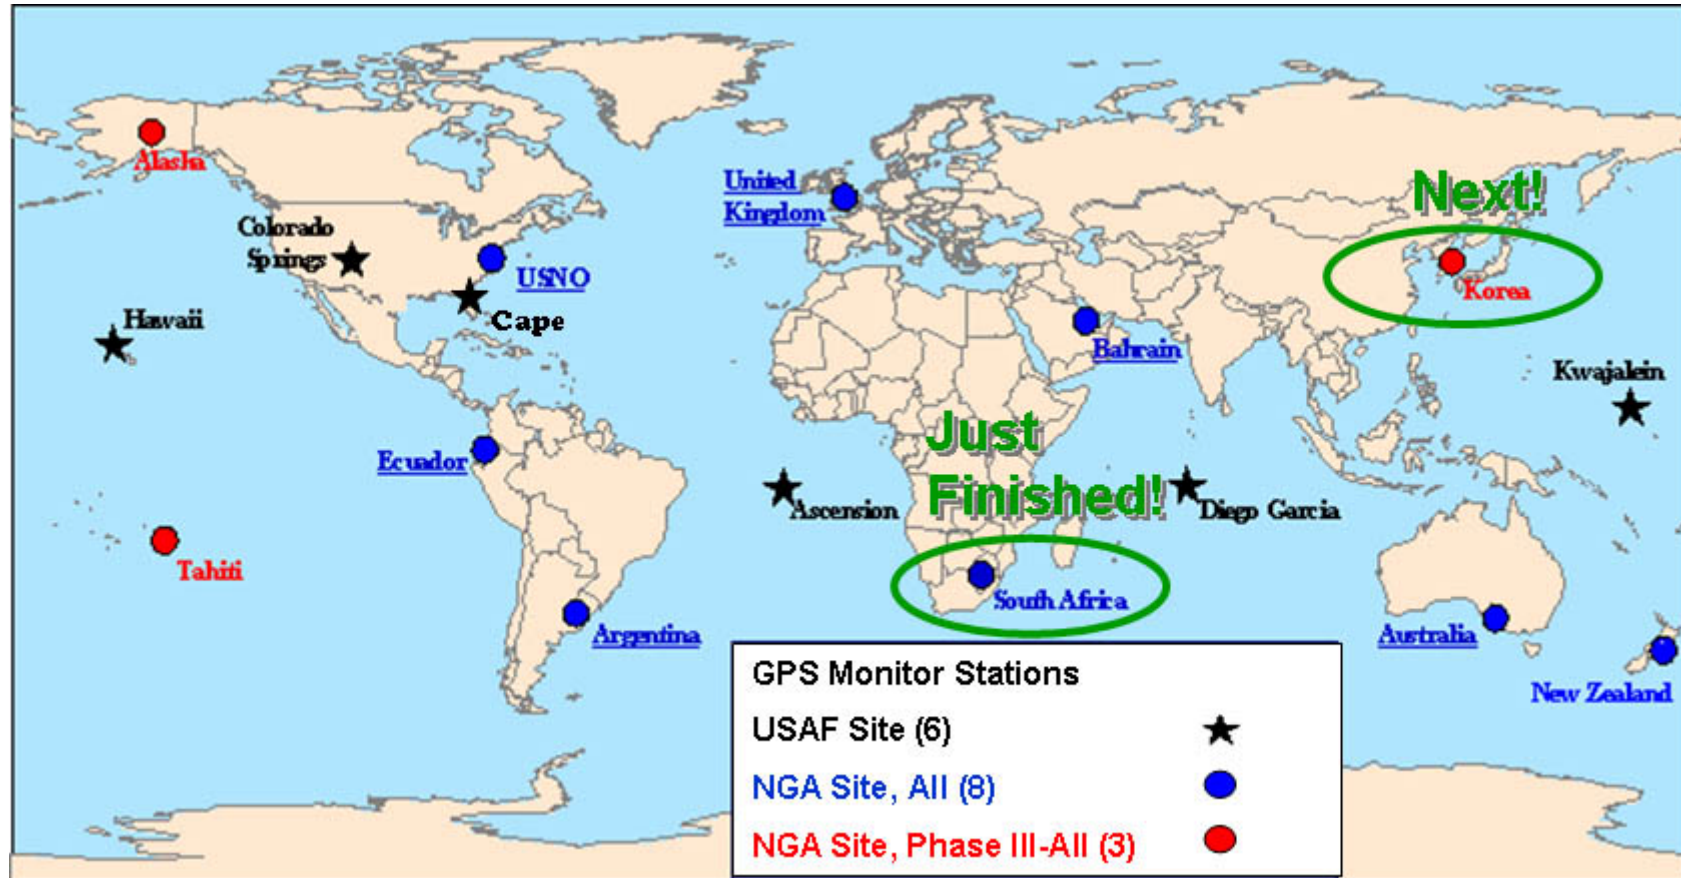 Alaska
United
Kingdom
Next!
Colorado
Springs
USNO
Korea
Cape
Hawaii
Bahrain
Kwajalein
Just
Finished!
Ecuador
Ascension
Diego Garcia
Tahiti
South Africa
Argentina
Australia
New Zealand
GPS Monitor Stations
USAF Site (6)
NGA Site, All (8)
NGA Site, Phase III-All (3)